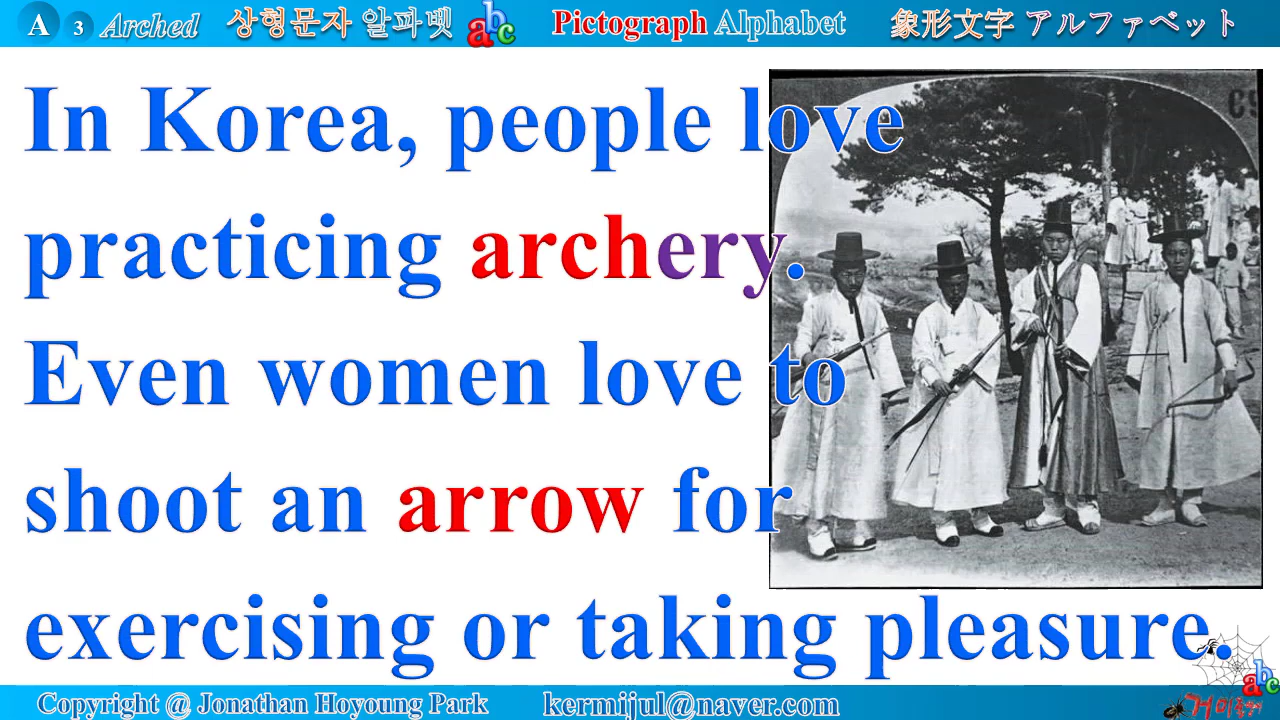 A 3 Arched 상형문자 알파벳 abc Pictograph Alphabet 象形文字 アルファベット
In Korea, people love
practicing archery.
Even women love to
shoot an arrow for
exercising or taking pleasure.
abc
Copyright @ Jonathan Hoyoung Park kermijul@naver.com